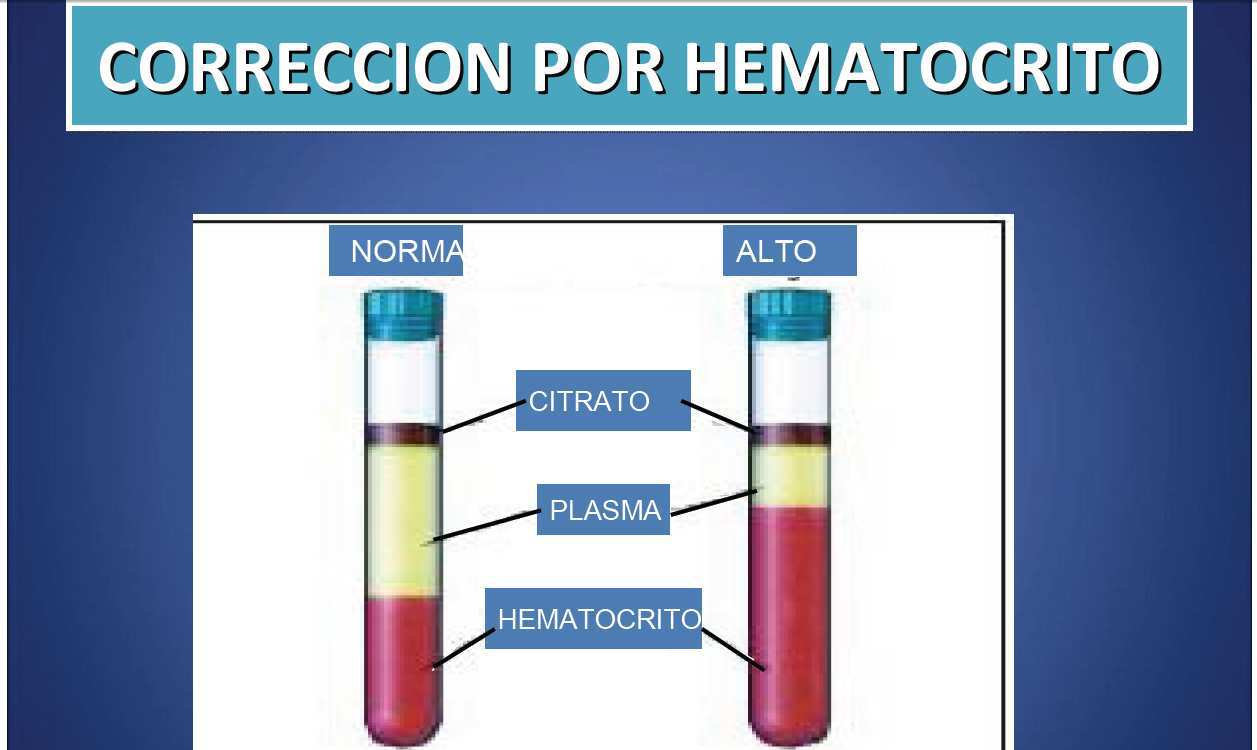 CORRECCION POR HEMATOCRITO
NORMA
ALTO
CITRATO
PLASMA
HEMATOCRITO